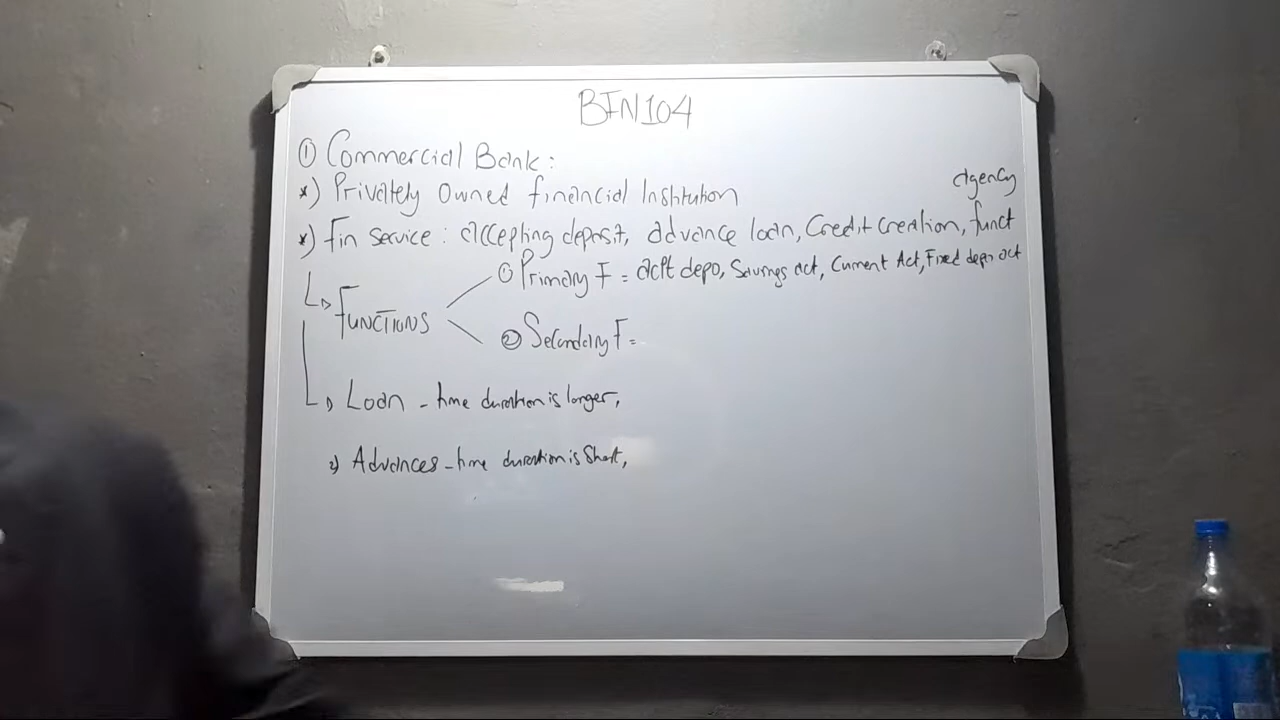 BIN104
① Commercial Bank:
*) Privately Owned financial Institution
agency
*) Fin service: accepting deposit, advance loan, Credit Creation, funct
FUNCTIONS
① Primary F = acpt depo, Savings act, Current Act, Fixed depo act
② Secondary F =
1) Loan - time duration is longer,
2) Advances - time duration is Short,